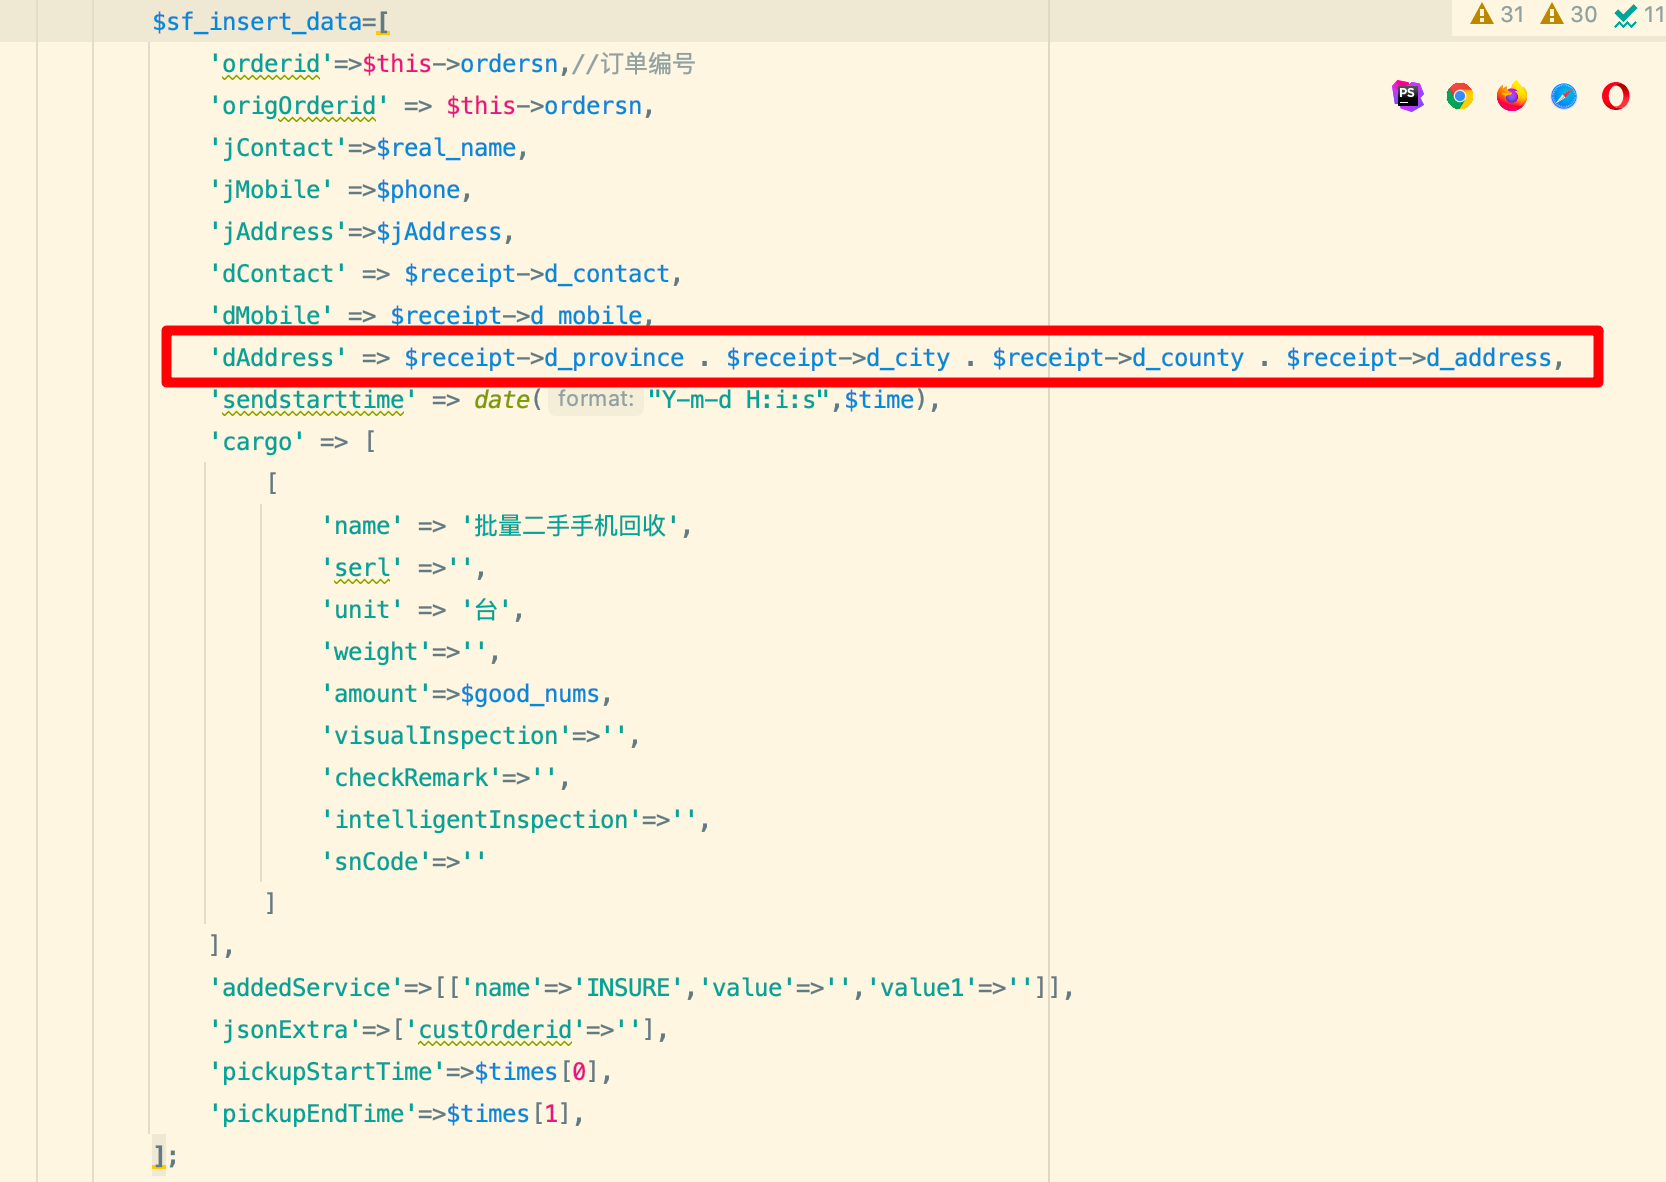 $sf_insert_data=[
31 30 11
'orderid'=>$this->ordersn,//订单编号
'origOrderid' => $this->ordersn,
PS
'jContact'=>$real_name,
'jMobile' =>$phone,
'jAddress'=>$jAddress,
'dContact' => $receipt->d_contact,
'dMobile' => $receipt->d_mobile,
'dAddress' => $receipt->d_province . $receipt->d_city . $receipt->d_county . $receipt->d_address,
'sendstarttime' => date( format: "Y-m-d H:i:s",$time),
'cargo' => [
[
'name' => '批量二手手机回收',
'serl' =>'',
'unit' => '台',
'weight'=>'',
'amount'=>$good_nums,
'visualInspection'=>'',
'checkRemark'=>'',
'intelligentInspection'=>'',
'snCode'=>''
]
],
'addedService'=>[['name'=>'INSURE','value'=>'','value1'=>'']],
'jsonExtra'=>['custOrderid'=>''],
'pickupStartTime'=>$times[0],
'pickupEndTime'=>$times[1],
];